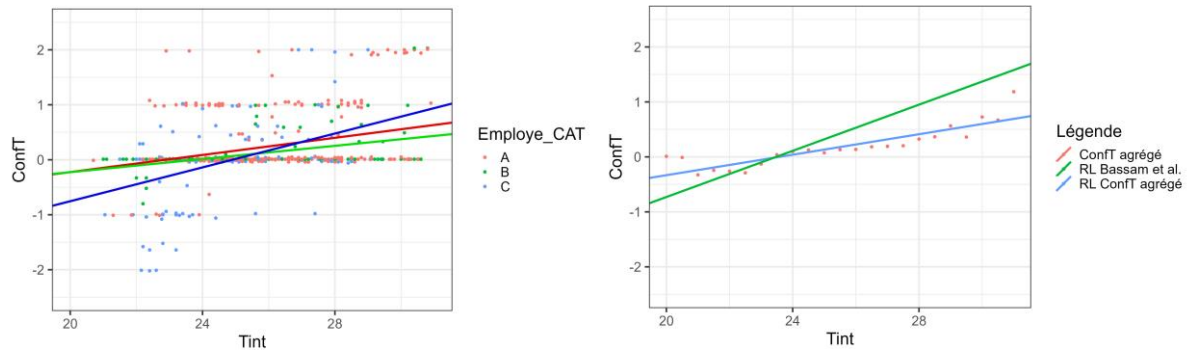 2
1
0
-1
-2
20
24
28
ConfT
Tint
Employe_CAT
A
B
C
2
1
0
-1
-2
20
24
28
ConfT
Tint
Légende
ConfT agrégé
RL Bassam et al.
RL ConfT agrégé